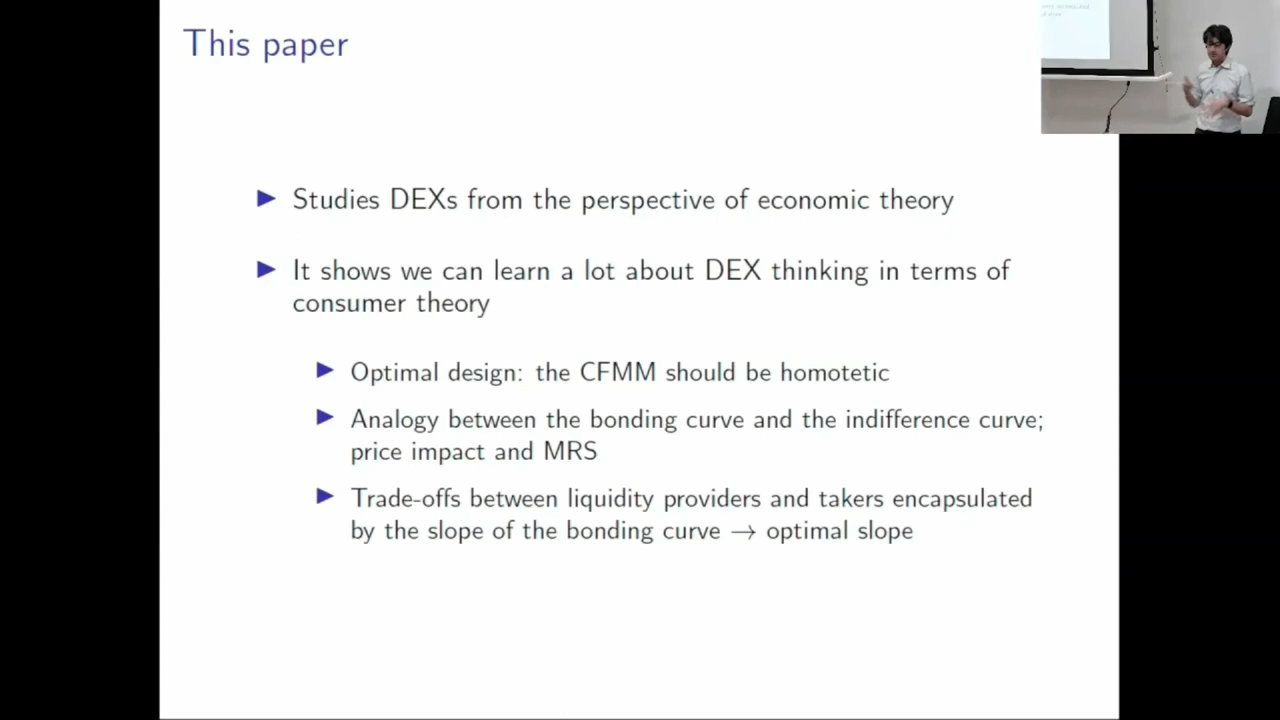 This paper
▶ Studies DEXs from the perspective of economic theory
▶ It shows we can learn a lot about DEX thinking in terms of
consumer theory
▶ Optimal design: the CFMM should be homotetic
▶ Analogy between the bonding curve and the indifference curve;
price impact and MRS
▶ Trade-offs between liquidity providers and takers encapsulated
by the slope of the bonding curve → optimal slope